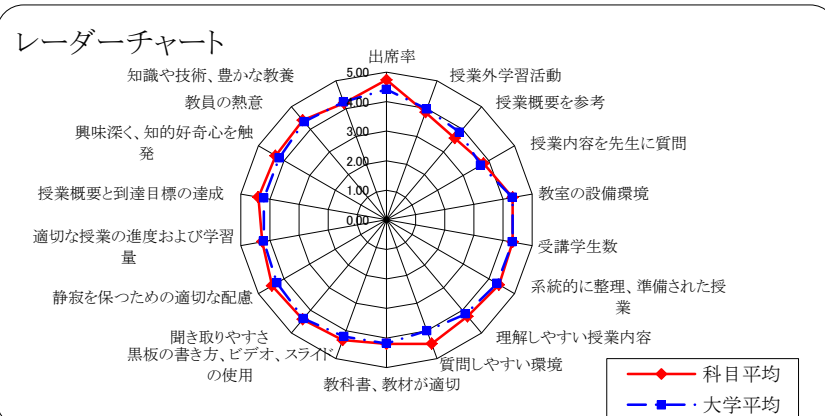 レーダーチャート
出席率
授業外学習活動
授業概要を参考
授業内容を先生に質問
教室の設備環境
受講学生数
系統的に整理、準備された授
業
理解しやすい授業内容
質問しやすい環境
教科書、教材が適切
黒板の書き方、ビデオ、スライド
の使用
聞き取りやすさ
静寂を保つための適切な配慮
適切な授業の進度および学習
量
授業概要と到達目標の達成
興味深く、知的好奇心を触
発
教員の熱意
知識や技術、豊かな教養
5.00
4.00
3.00
2.00
1.00
0.00
科目平均
大学平均